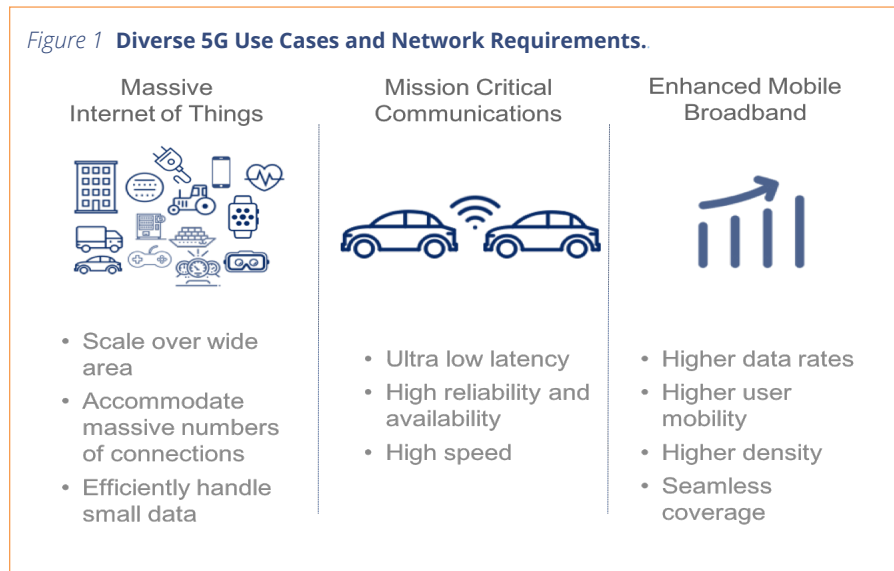 Figure 1 Diverse 5G Use Cases and Network Requirements..
Massive
Internet of Things
• Scale over wide
area
• Accommodate
massive numbers
of connections
• Efficiently handle
small data
Mission Critical
Communications
• Ultra low latency
• High reliability and
availability
• High speed
Enhanced Mobile
Broadband
• Higher data rates
• Higher user
mobility
• Higher density
• Seamless
coverage